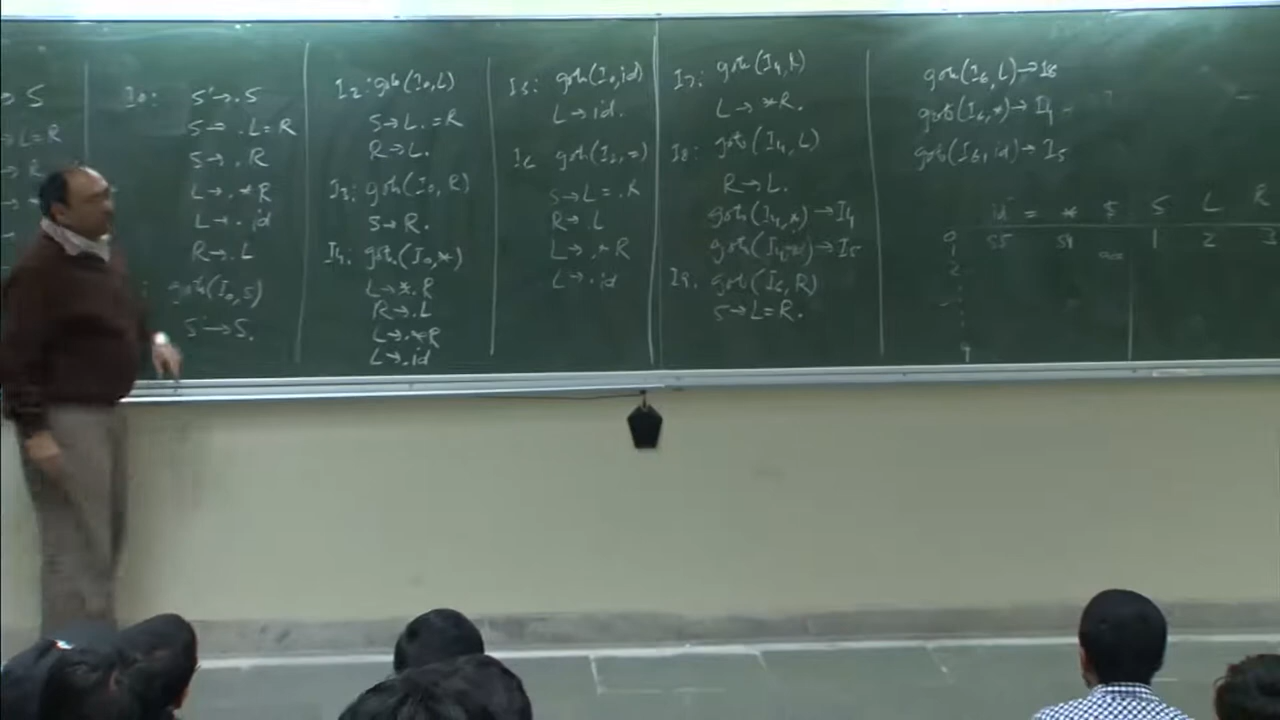 → S
→ L=R
→ R
I0: S'→.S
S→.L=R
S→.R
L→.*R
L→.id
R→.L
: goto(I0,S)
S'→S.
I2: goto(I0,L)
S→L.=R
R→L.
I3: goto(I0,R)
S→R.
I4: goto(I0,*)
L→*.R
R→.L
L→.*R
L→.id
I5: goto(I0,id)
L→id.
I6 goto(I2,=)
S→L=.R
R→.L
L→.*R
L→.id
I7: goto(I4,R)
L→*R.
I8: goto(I4,L)
R→L.
goto(I4,*)→I4
goto(I4,id)→I5
I9: goto(I6,R)
S→L=R.
goto(I6,L)→I8
goto(I6,*)→I4
goto(I6,id)→I5
id = * $ S L R
0 s5 s4 1 2 3
1 acc
2
9